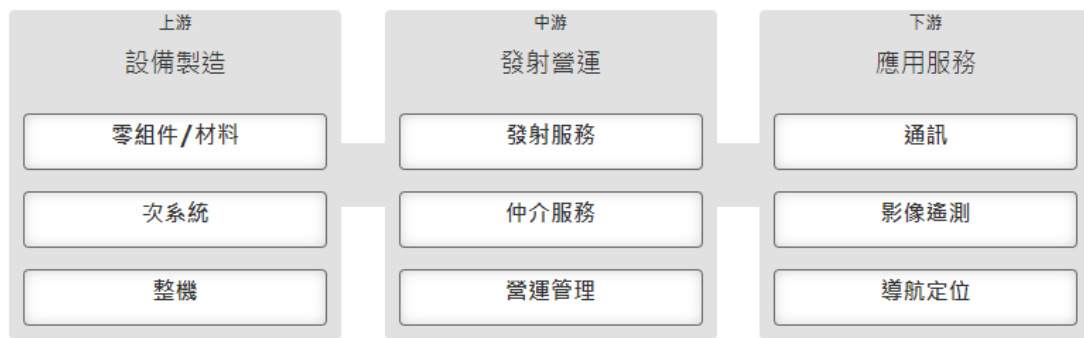 上游
設備製造
零組件/材料
次系統
整機
中游
發射營運
發射服務
仲介服務
營運管理
下游
應用服務
通訊
影像遙測
導航定位